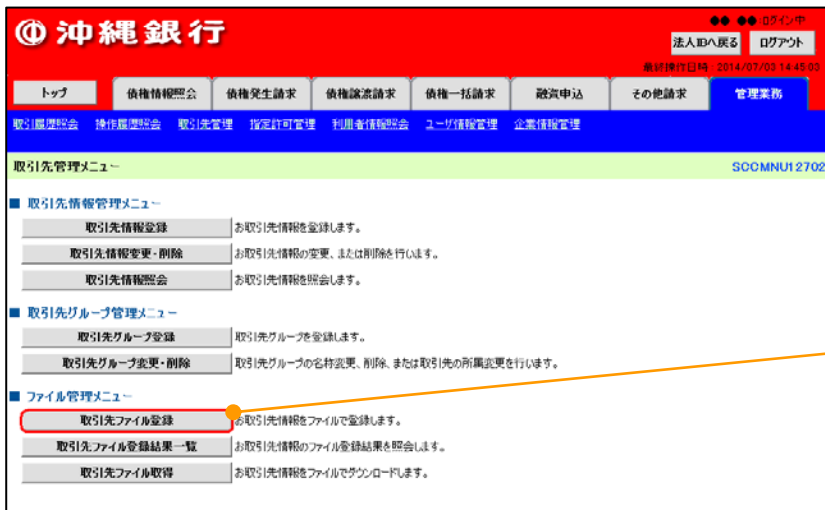 沖縄銀行
●● ●●:ログイン中
法人IDへ戻る ログアウト
最終操作日時:2014/07/03 14:45:03
トップ 債権情報照会 債権発生請求 債権譲渡請求 債権一括請求 融資申込 その他請求 管理業務
取引履歴照会 操作履歴照会 取引先管理 指定許可管理 利用者情報照会 ユーザ情報管理 企業情報管理
取引先管理メニュー SCCMNU12702
■ 取引先情報管理メニュー
取引先情報登録 お取引先情報を登録します。
取引先情報変更・削除 お取引先情報の変更、または削除を行います。
取引先情報照会 お取引先情報を照会します。
■ 取引先グループ管理メニュー
取引先グループ登録 取引先グループを登録します。
取引先グループ変更・削除 取引先グループの名称変更、削除、または取引先の所属変更を行います。
■ ファイル管理メニュー
取引先ファイル登録 お取引先情報をファイルで登録します。
取引先ファイル登録結果一覧 お取引先情報のファイル登録結果を照会します。
取引先ファイル取得 お取引先情報をファイルでダウンロードします。